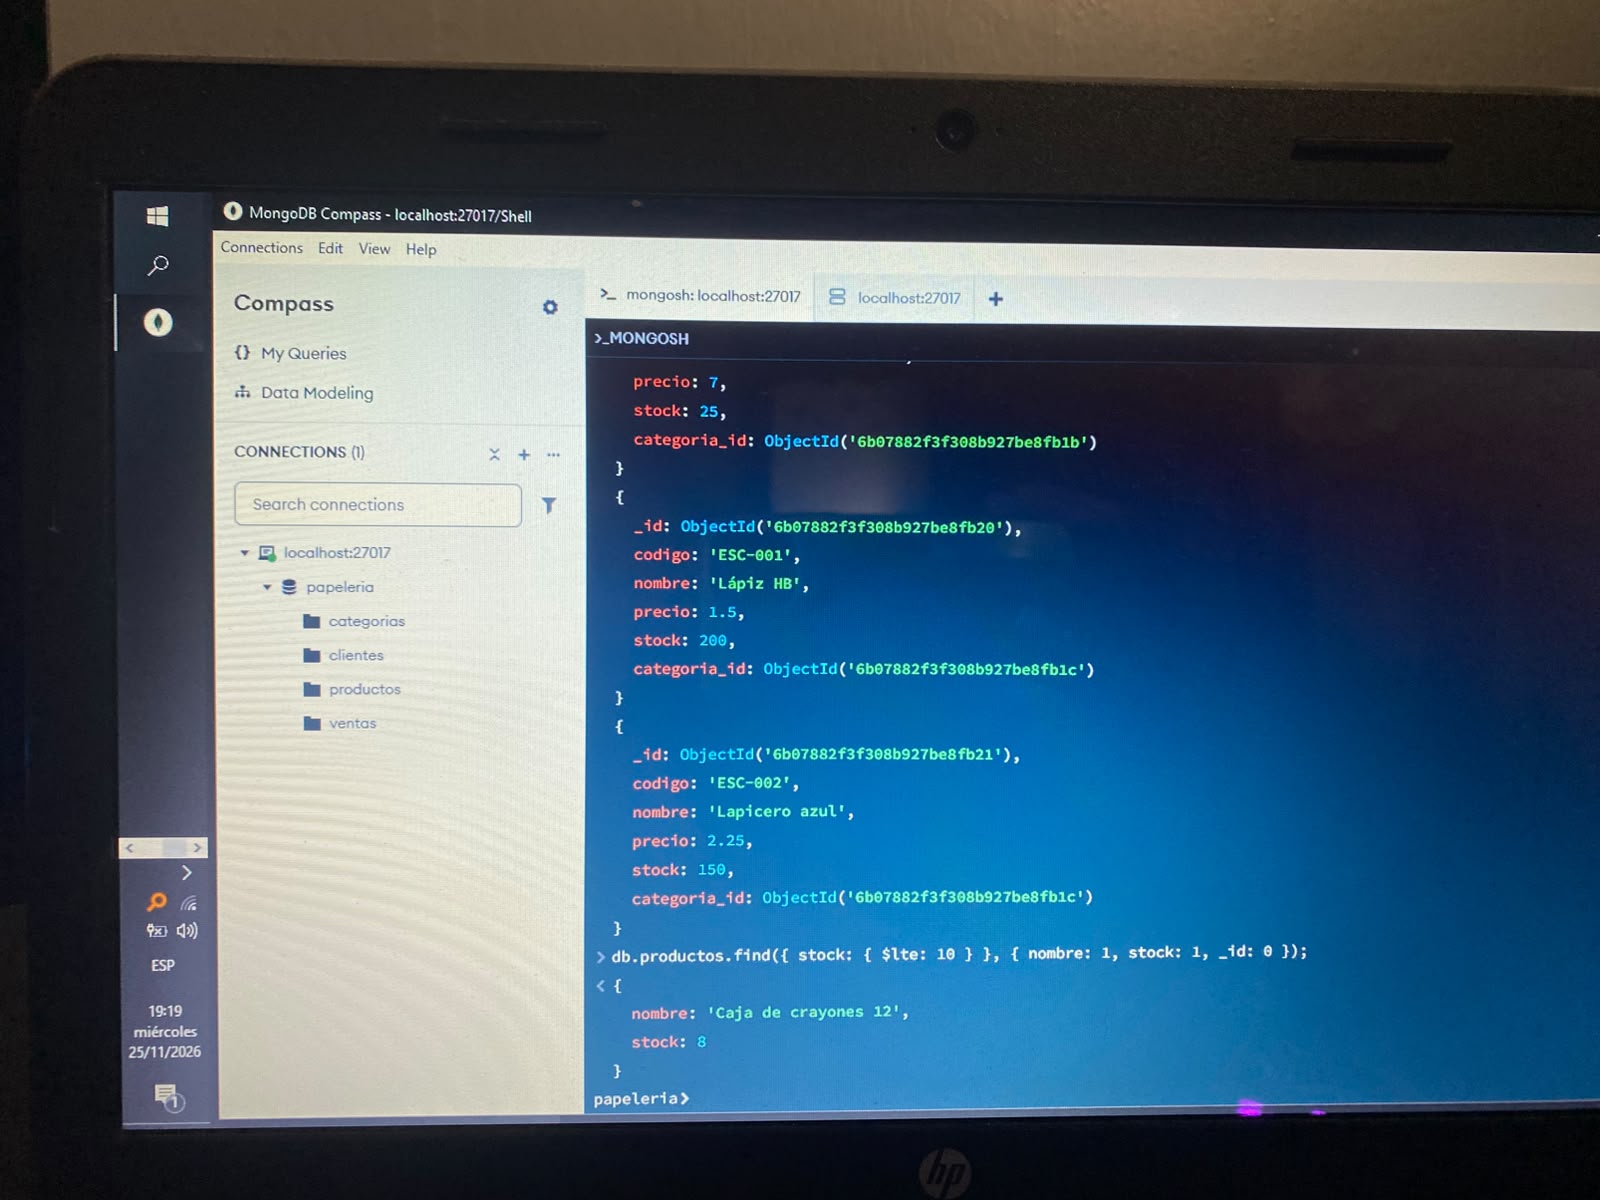 MongoDB Compass - localhost:27017/Shell
Connections Edit View Help
Compass
{} My Queries
Data Modeling
CONNECTIONS (1)
Search connections
localhost:27017
papeleria
categorias
clientes
productos
ventas
>_ mongosh: localhost:27017
localhost:27017
>_MONGOSH
precio: 7,
stock: 25,
categoria_id: ObjectId('6b07882f3f308b927be8fb1b')
}
{
_id: ObjectId('6b07882f3f308b927be8fb20'),
codigo: 'ESC-001',
nombre: 'Lápiz HB',
precio: 1.5,
stock: 200,
categoria_id: ObjectId('6b07882f3f308b927be8fb1c')
}
{
_id: ObjectId('6b07882f3f308b927be8fb21'),
codigo: 'ESC-002',
nombre: 'Lapicero azul',
precio: 2.25,
stock: 150,
categoria_id: ObjectId('6b07882f3f308b927be8fb1c')
}
> db.productos.find({ stock: { $lte: 10 } }, { nombre: 1, stock: 1, _id: 0 });
< {
nombre: 'Caja de crayones 12',
stock: 8
}
papeleria>
ESP
19:19
miércoles
25/11/2026
1
hp